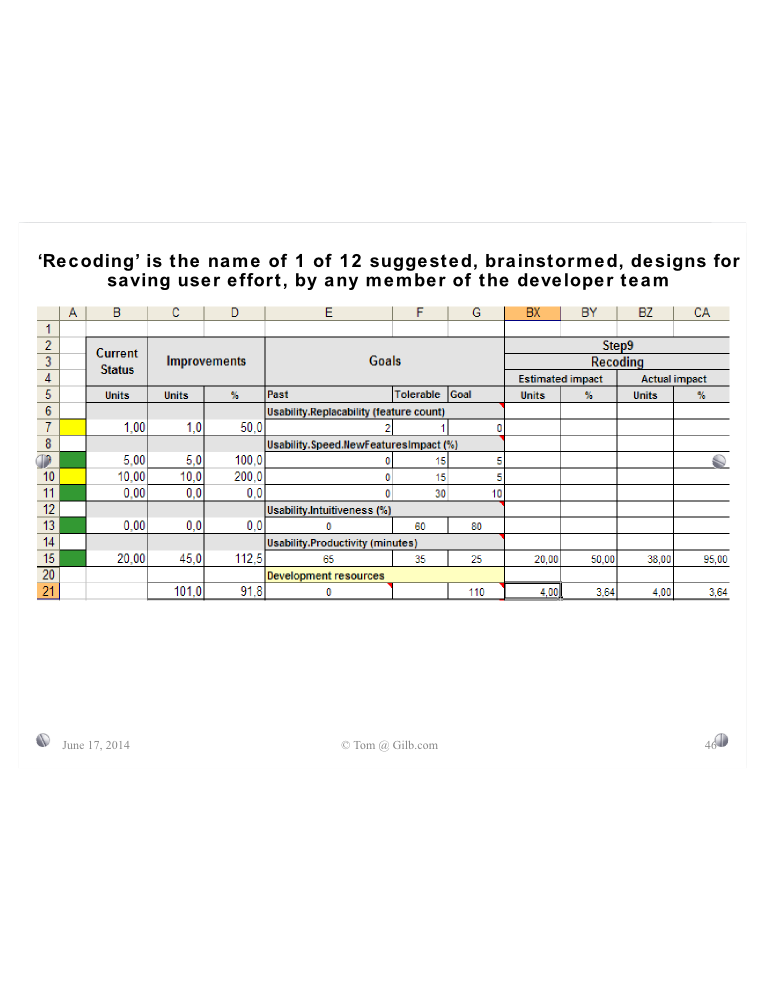 ‘Recoding’ is the name of 1 of 12 suggested, brainstormed, designs for
saving user effort, by any member of the developer team
A B C D E F G BX BY BZ CA
1
2 Step9
3 Current Status Improvements Goals Recoding
4 Estimated impact Actual impact
5 Units Units % Past Tolerable Goal Units % Units %
6 Usability.Replacability (feature count)
7 1,00 1,0 50,0 2 1 0
8 Usability.Speed.NewFeaturesImpact (%)
5,00 5,0 100,0 0 15 5
10 10,00 10,0 200,0 0 15 5
11 0,00 0,0 0,0 0 30 10
12 Usability.Intuitiveness (%)
13 0,00 0,0 0,0 0 60 80
14 Usability.Productivity (minutes)
15 20,00 45,0 112,5 65 35 25 20,00 50,00 38,00 95,00
20 Development resources
21 101,0 91,8 0 110 4,00 3,64 4,00 3,64
June 17, 2014 © Tom @ Gilb.com 46